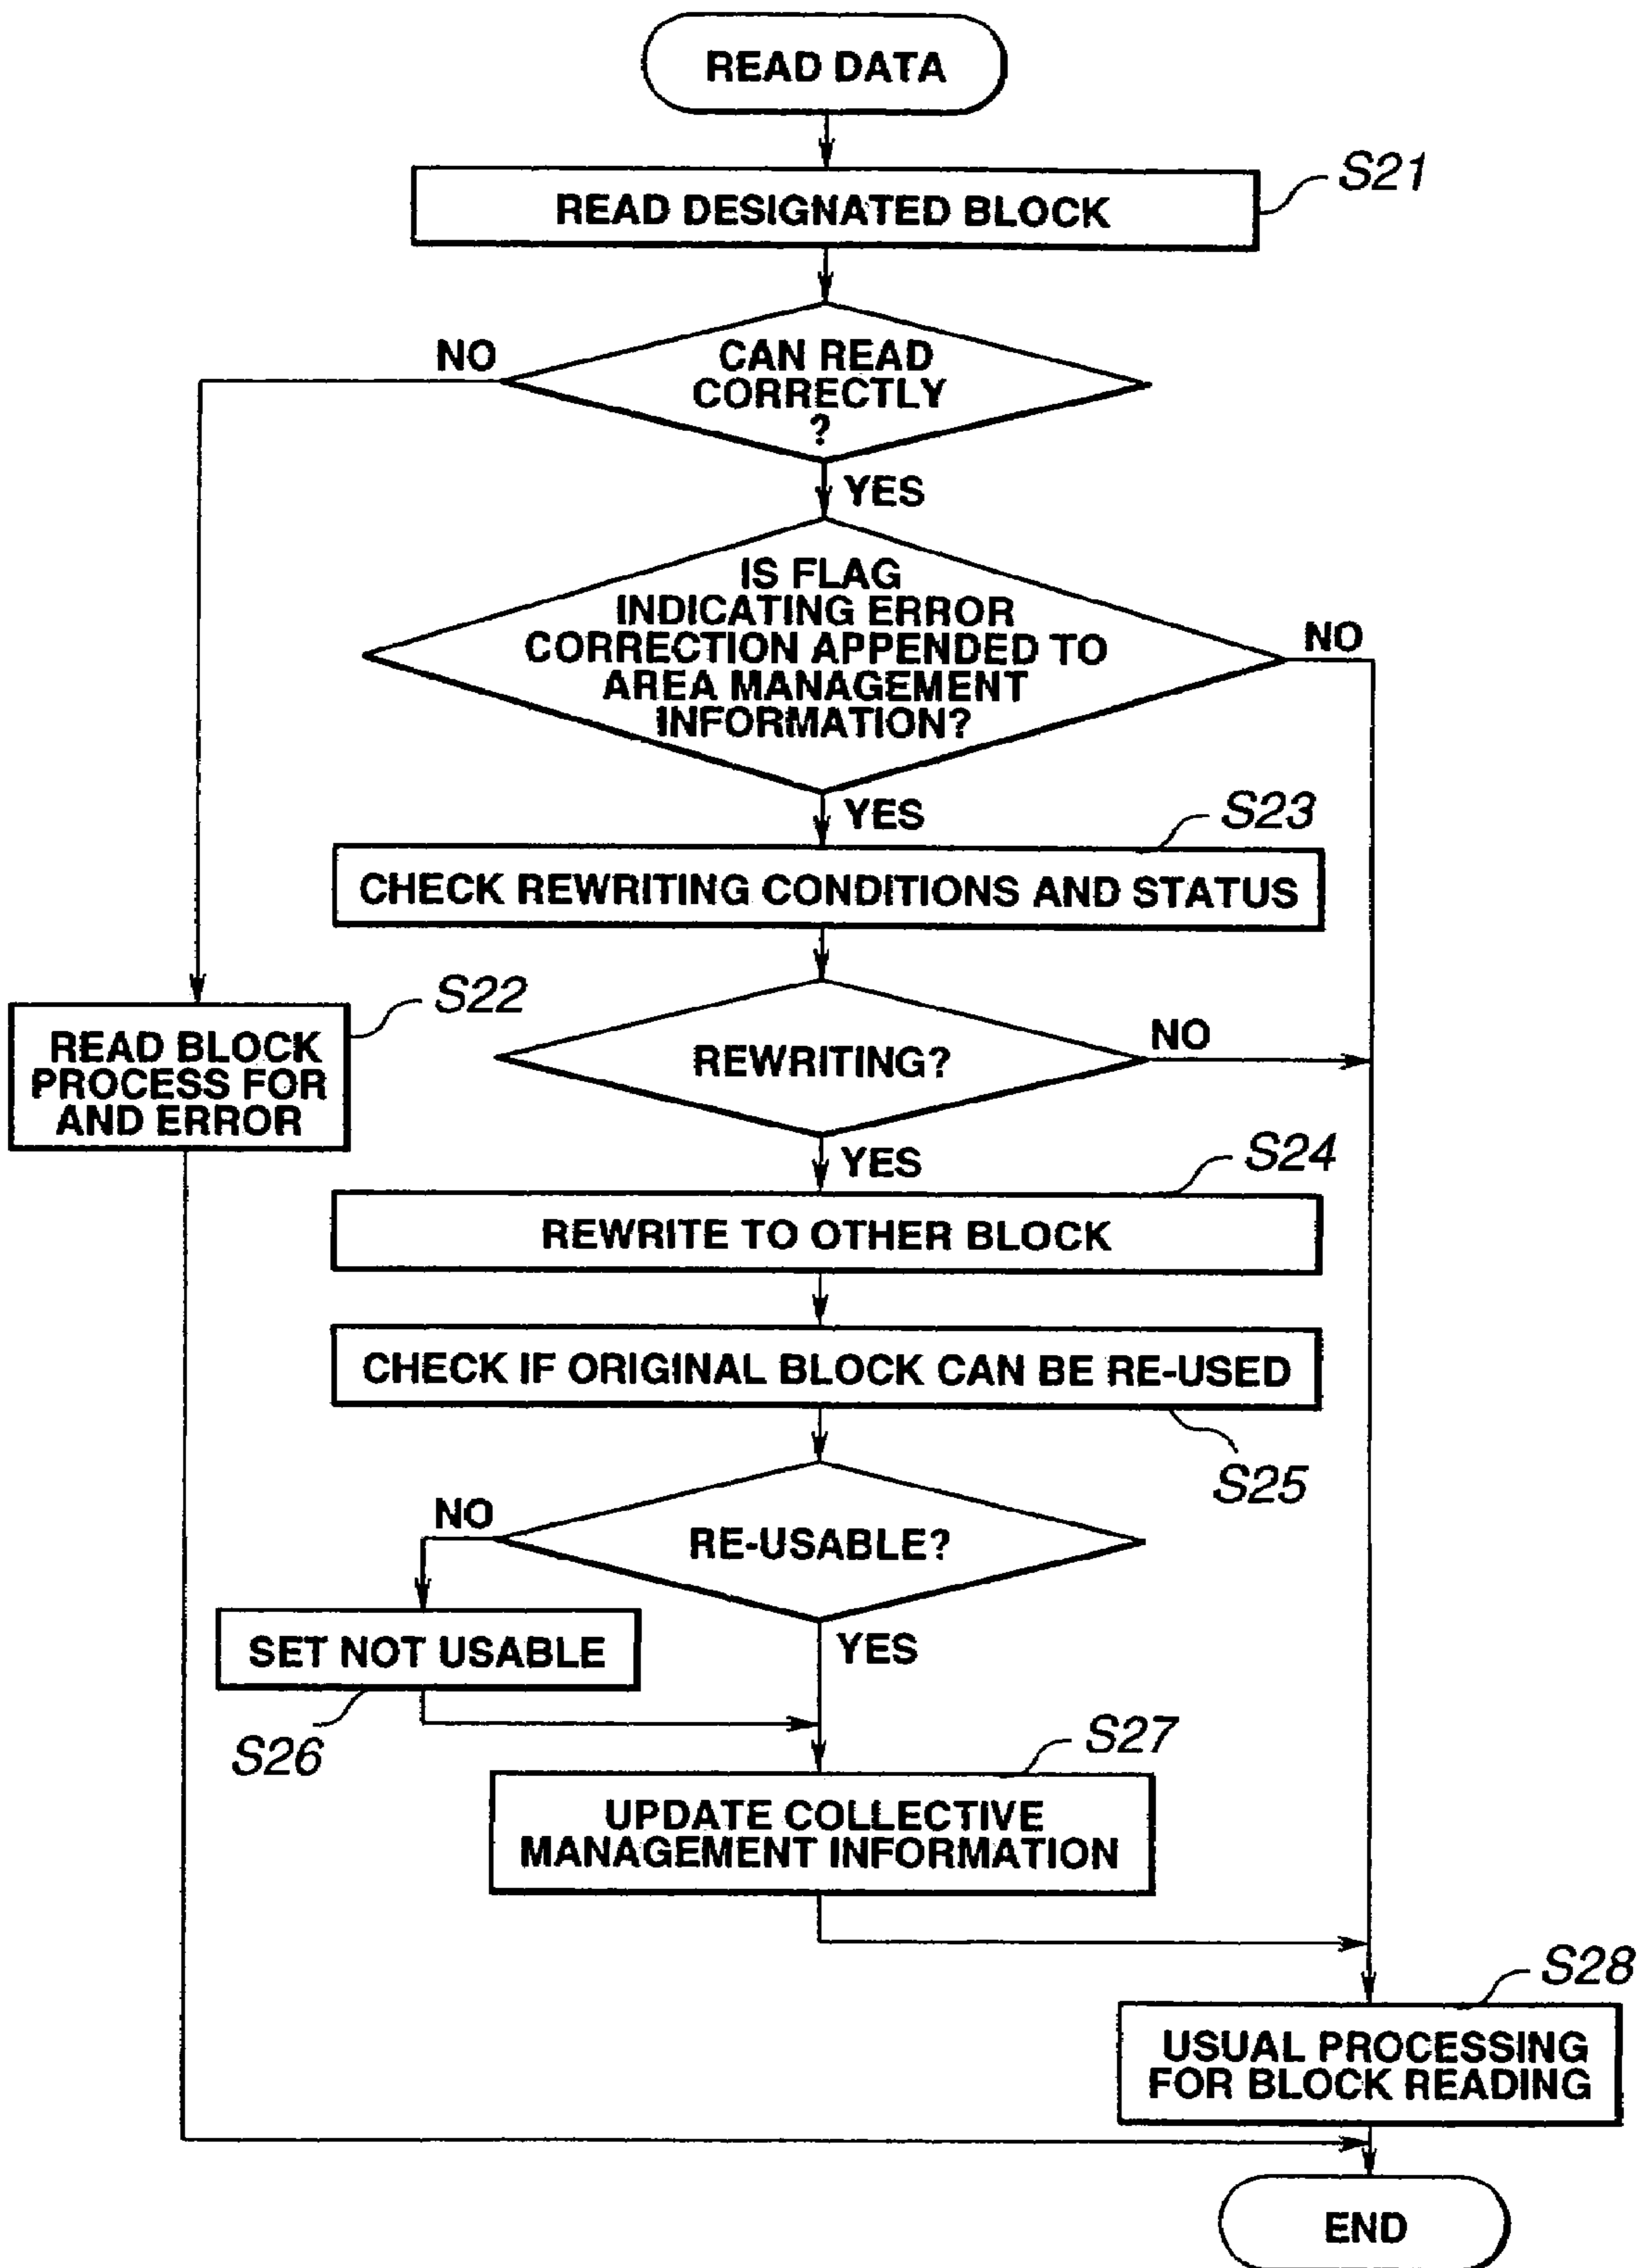 READ DATA
READ DESIGNATED BLOCK
S21
NO
CAN READ
CORRECTLY
?
YES
IS FLAG
INDICATING ERROR
CORRECTION APPENDED TO
AREA MANAGEMENT
INFORMATION?
NO
YES
S23
CHECK REWRITING CONDITIONS AND STATUS
S22
READ BLOCK
PROCESS FOR
AND ERROR
REWRITING?
NO
YES
S24
REWRITE TO OTHER BLOCK
CHECK IF ORIGINAL BLOCK CAN BE RE-USED
S25
NO
RE-USABLE?
SET NOT USABLE
YES
S26
S27
UPDATE COLLECTIVE
MANAGEMENT INFORMATION
S28
USUAL PROCESSING
FOR BLOCK READING
END